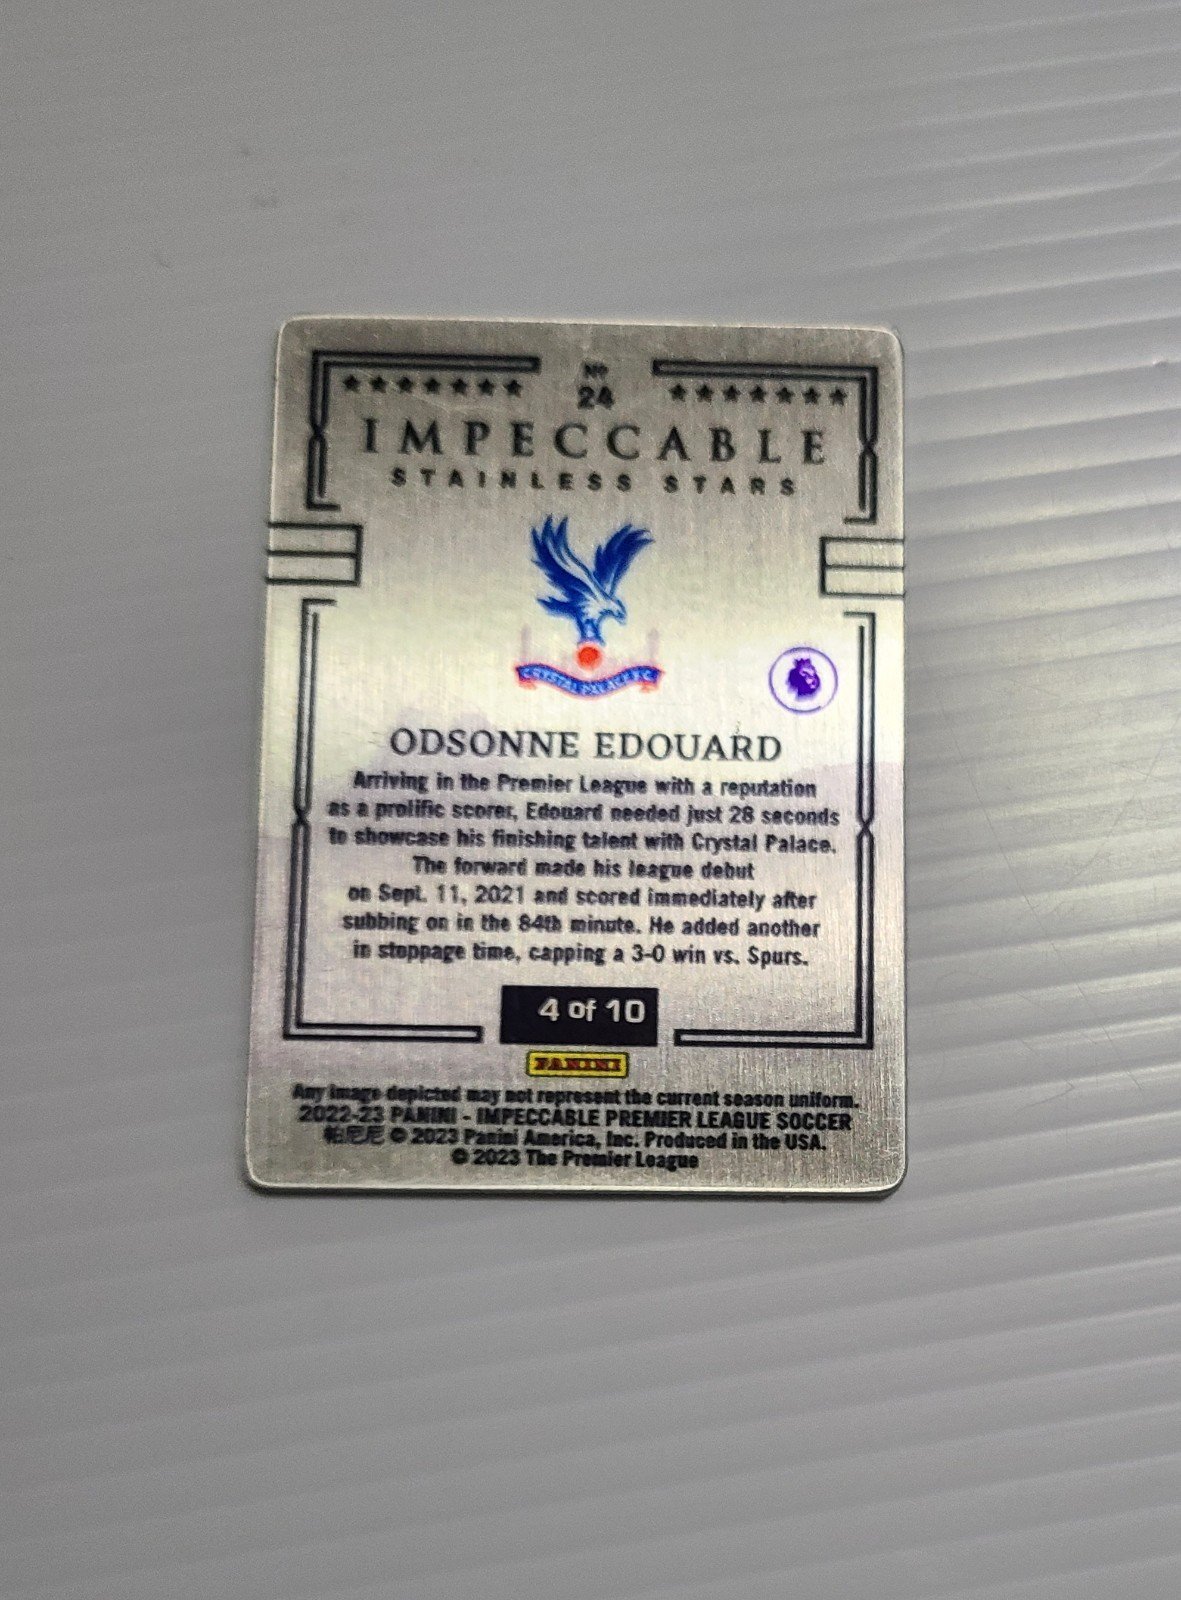 №
24
IMPECCABLE
STAINLESS STARS
CRYSTAL PALACE F.C.
ODSONNE EDOUARD
Arriving in the Premier League with a reputation
as a prolific scorer, Edouard needed just 28 seconds
to showcase his finishing talent with Crystal Palace.
The forward made his league debut
on Sept. 11, 2021 and scored immediately after
subbing on in the 84th minute. He added another
in stoppage time, capping a 3-0 win vs. Spurs.
4 of 10
PANINI
Any image depicted may not represent the current season uniform.
2022-23 PANINI - IMPECCABLE PREMIER LEAGUE SOCCER
帕尼尼 © 2023 Panini America, Inc. Produced in the USA.
© 2023 The Premier League